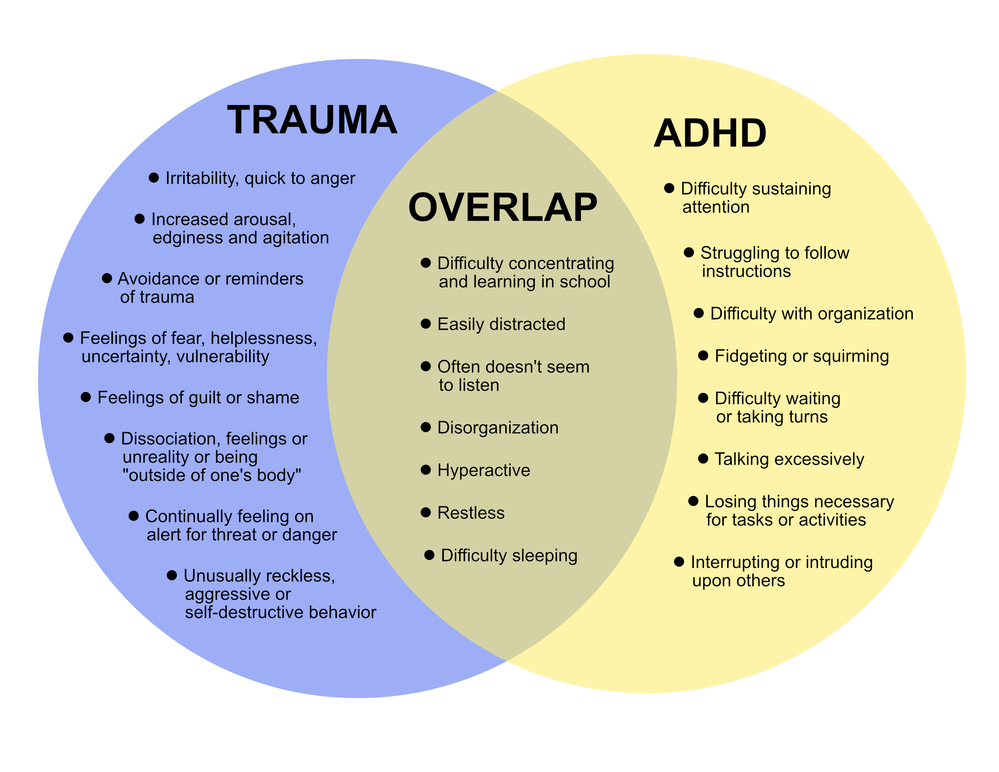 TRAUMA
● Irritability, quick to anger
● Increased arousal,
edginess and agitation
● Avoidance or reminders
of trauma
● Feelings of fear, helplessness,
uncertainty, vulnerability
● Feelings of guilt or shame
● Dissociation, feelings or
unreality or being
"outside of one's body"
● Continually feeling on
alert for threat or danger
● Unusually reckless,
aggressive or
self-destructive behavior
OVERLAP
● Difficulty concentrating
and learning in school
● Easily distracted
● Often doesn't seem
to listen
● Disorganization
● Hyperactive
● Restless
● Difficulty sleeping
ADHD
● Difficulty sustaining
attention
● Struggling to follow
instructions
● Difficulty with organization
● Fidgeting or squirming
● Difficulty waiting
or taking turns
● Talking excessively
● Losing things necessary
for tasks or activities
● Interrupting or intruding
upon others